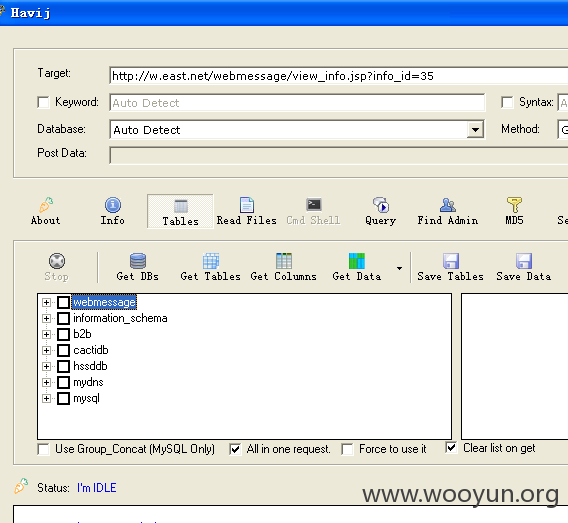 Havij
Target: http://w.east.net/webmessage/view_info.jsp?info_id=35
Keyword: Auto Detect Syntax: A
Database: Auto Detect Method: G
Post Data:
About Info Tables Read Files Cmd Shell Query Find Admin MD5 Se
Stop Get DBs Get Tables Get Columns Get Data Save Tables Save Data
webmessage
information_schema
b2b
cactidb
hssddb
mydns
mysql
Use Group_Concat (MySQL Only) All in one request. Force to use it Clear list on get
Status: I'm IDLE
www.wooyun.org